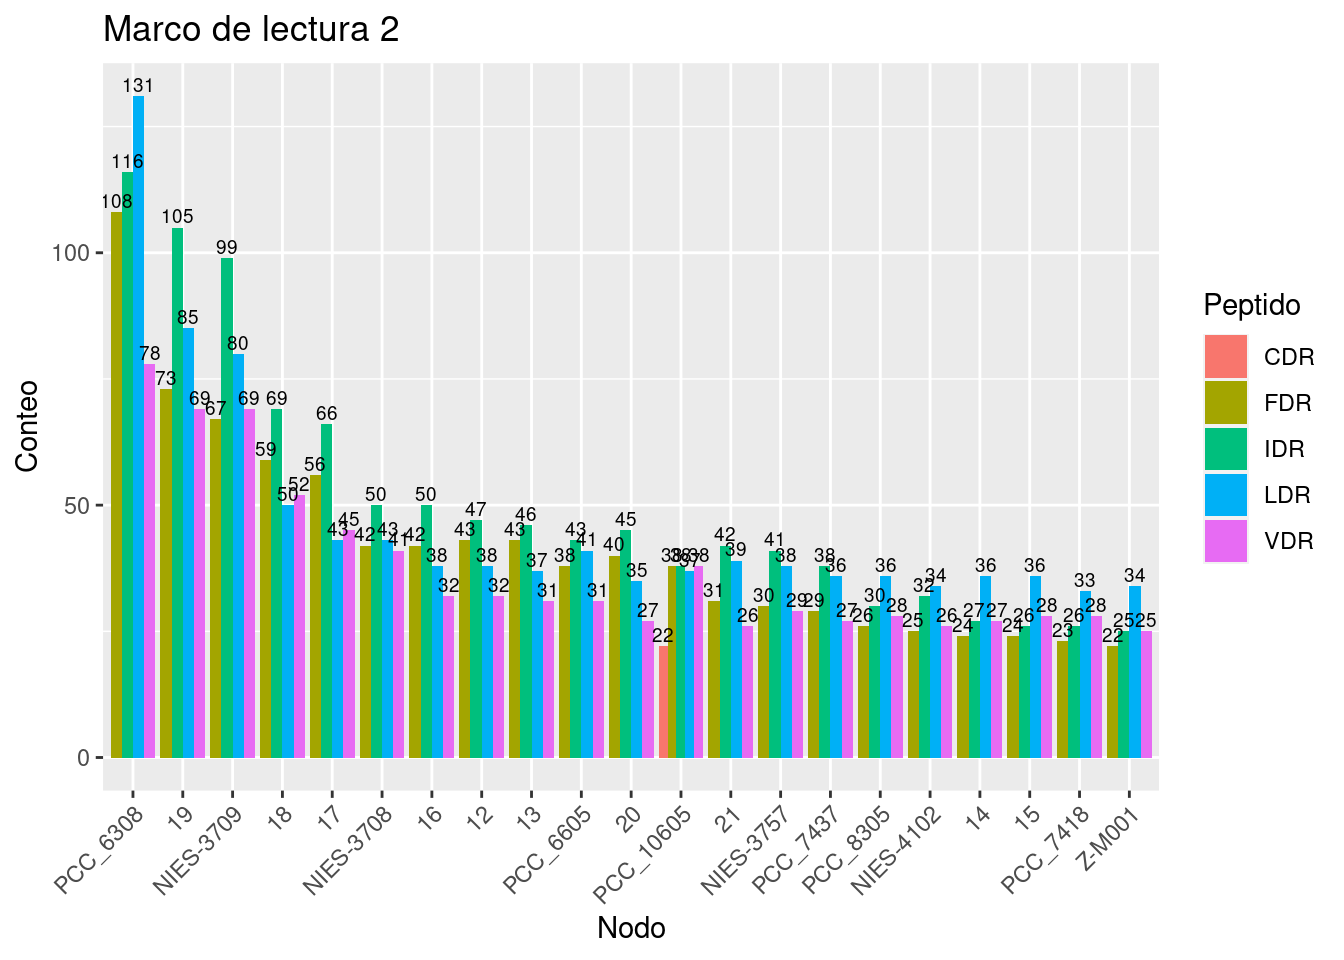 Marco de lectura 2
Conteo
100
50
0
108 116 131 78
73 105 85 69
67 99 80 69
59 69 50 52
56 66 43 45
42 50 43 41
42 50 38 32
43 47 38 32
43 46 37 31
38 43 41 31
40 45 35 27
22 38 38 37 38
31 42 39 26
30 41 38 29
29 38 36 27
26 30 36 28
25 32 34 26
24 27 36 27
24 26 36 28
23 26 33 28
22 25 34 25
PCC_6308
19
NIES-3709
18
17
NIES-3708
16
12
13
PCC_6605
20
PCC_10605
21
NIES-3757
PCC_7437
PCC_8305
NIES-4102
14
15
PCC_7418
Z-M001
Nodo
Peptido
CDR
FDR
IDR
LDR
VDR